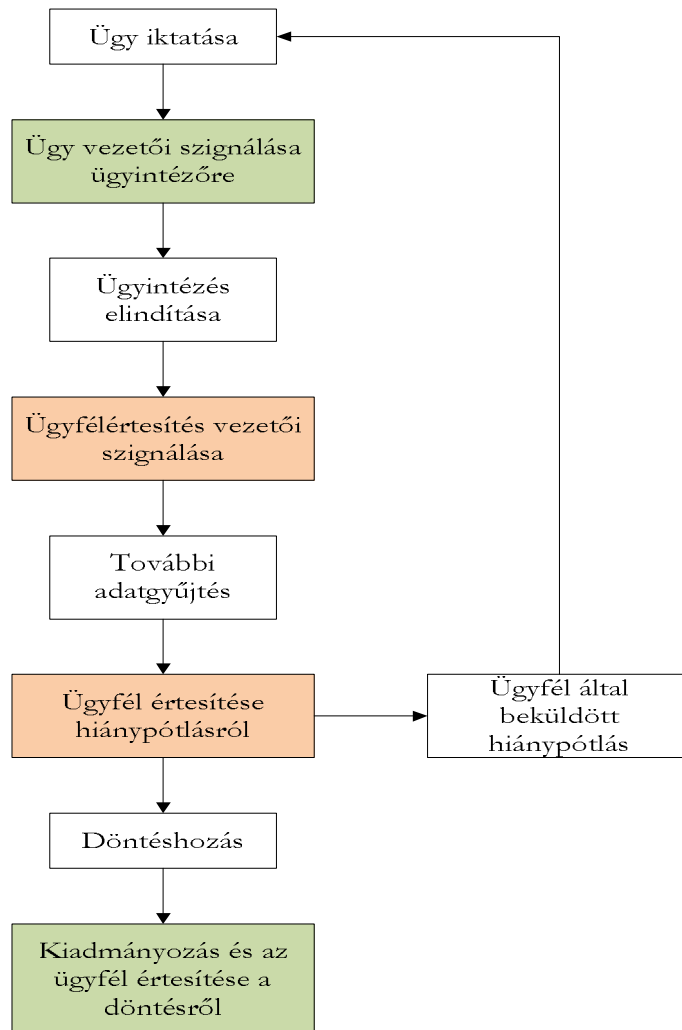 Ügy iktatása
Ügy vezetői szignálása
ügyintézőre
Ügyintézés
elindítása
Ügyfélértesítés vezetői
szignálása
További
adatgyűjtés
Ügyfél értesítése
hiánypótlásról
Ügyfél által
beküldött
hiánypótlás
Döntéshozás
Kiadmányozás és az
ügyfél értesítése a
döntésről